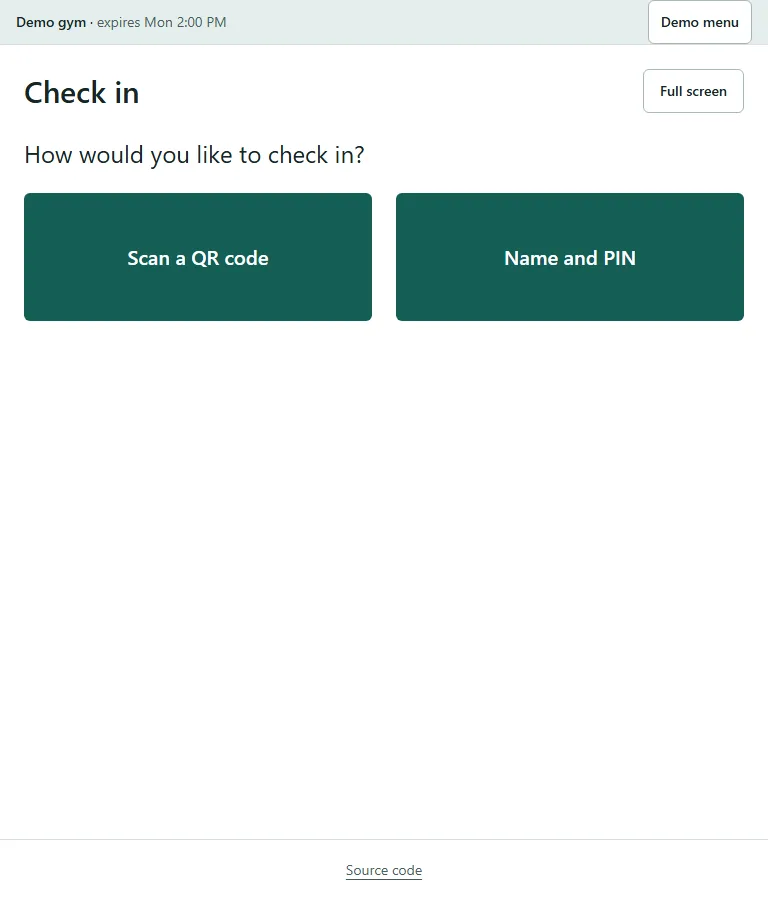 Demo gym · expires Mon 2:00 PM
Demo menu
Check in
Full screen
How would you like to check in?
Scan a QR code
Name and PIN
Source code